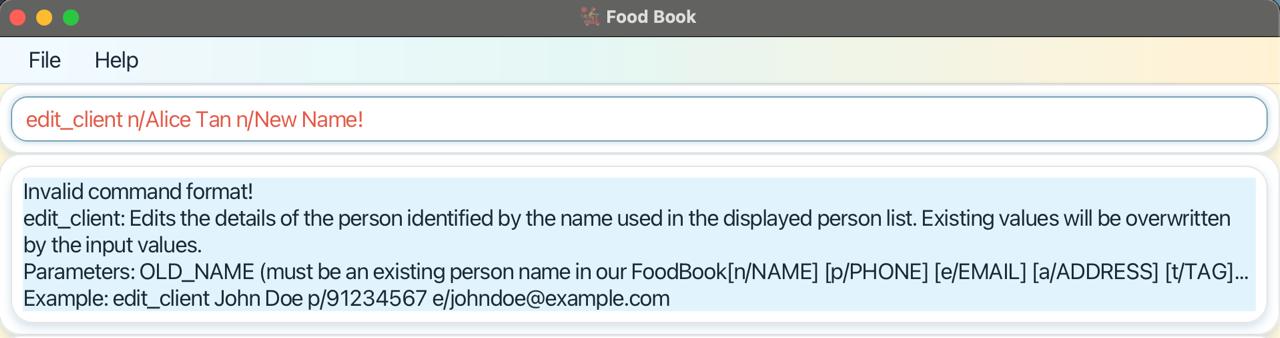 Food Book
File Help
edit_client n/Alice Tan n/New Name!
Invalid command format!
edit_client: Edits the details of the person identified by the name used in the displayed person list. Existing values will be overwritten
by the input values.
Parameters: OLD_NAME (must be an existing person name in our FoodBook[n/NAME] [p/PHONE] [e/EMAIL] [a/ADDRESS] [t/TAG]...
Example: edit_client John Doe p/91234567 e/johndoe@example.com